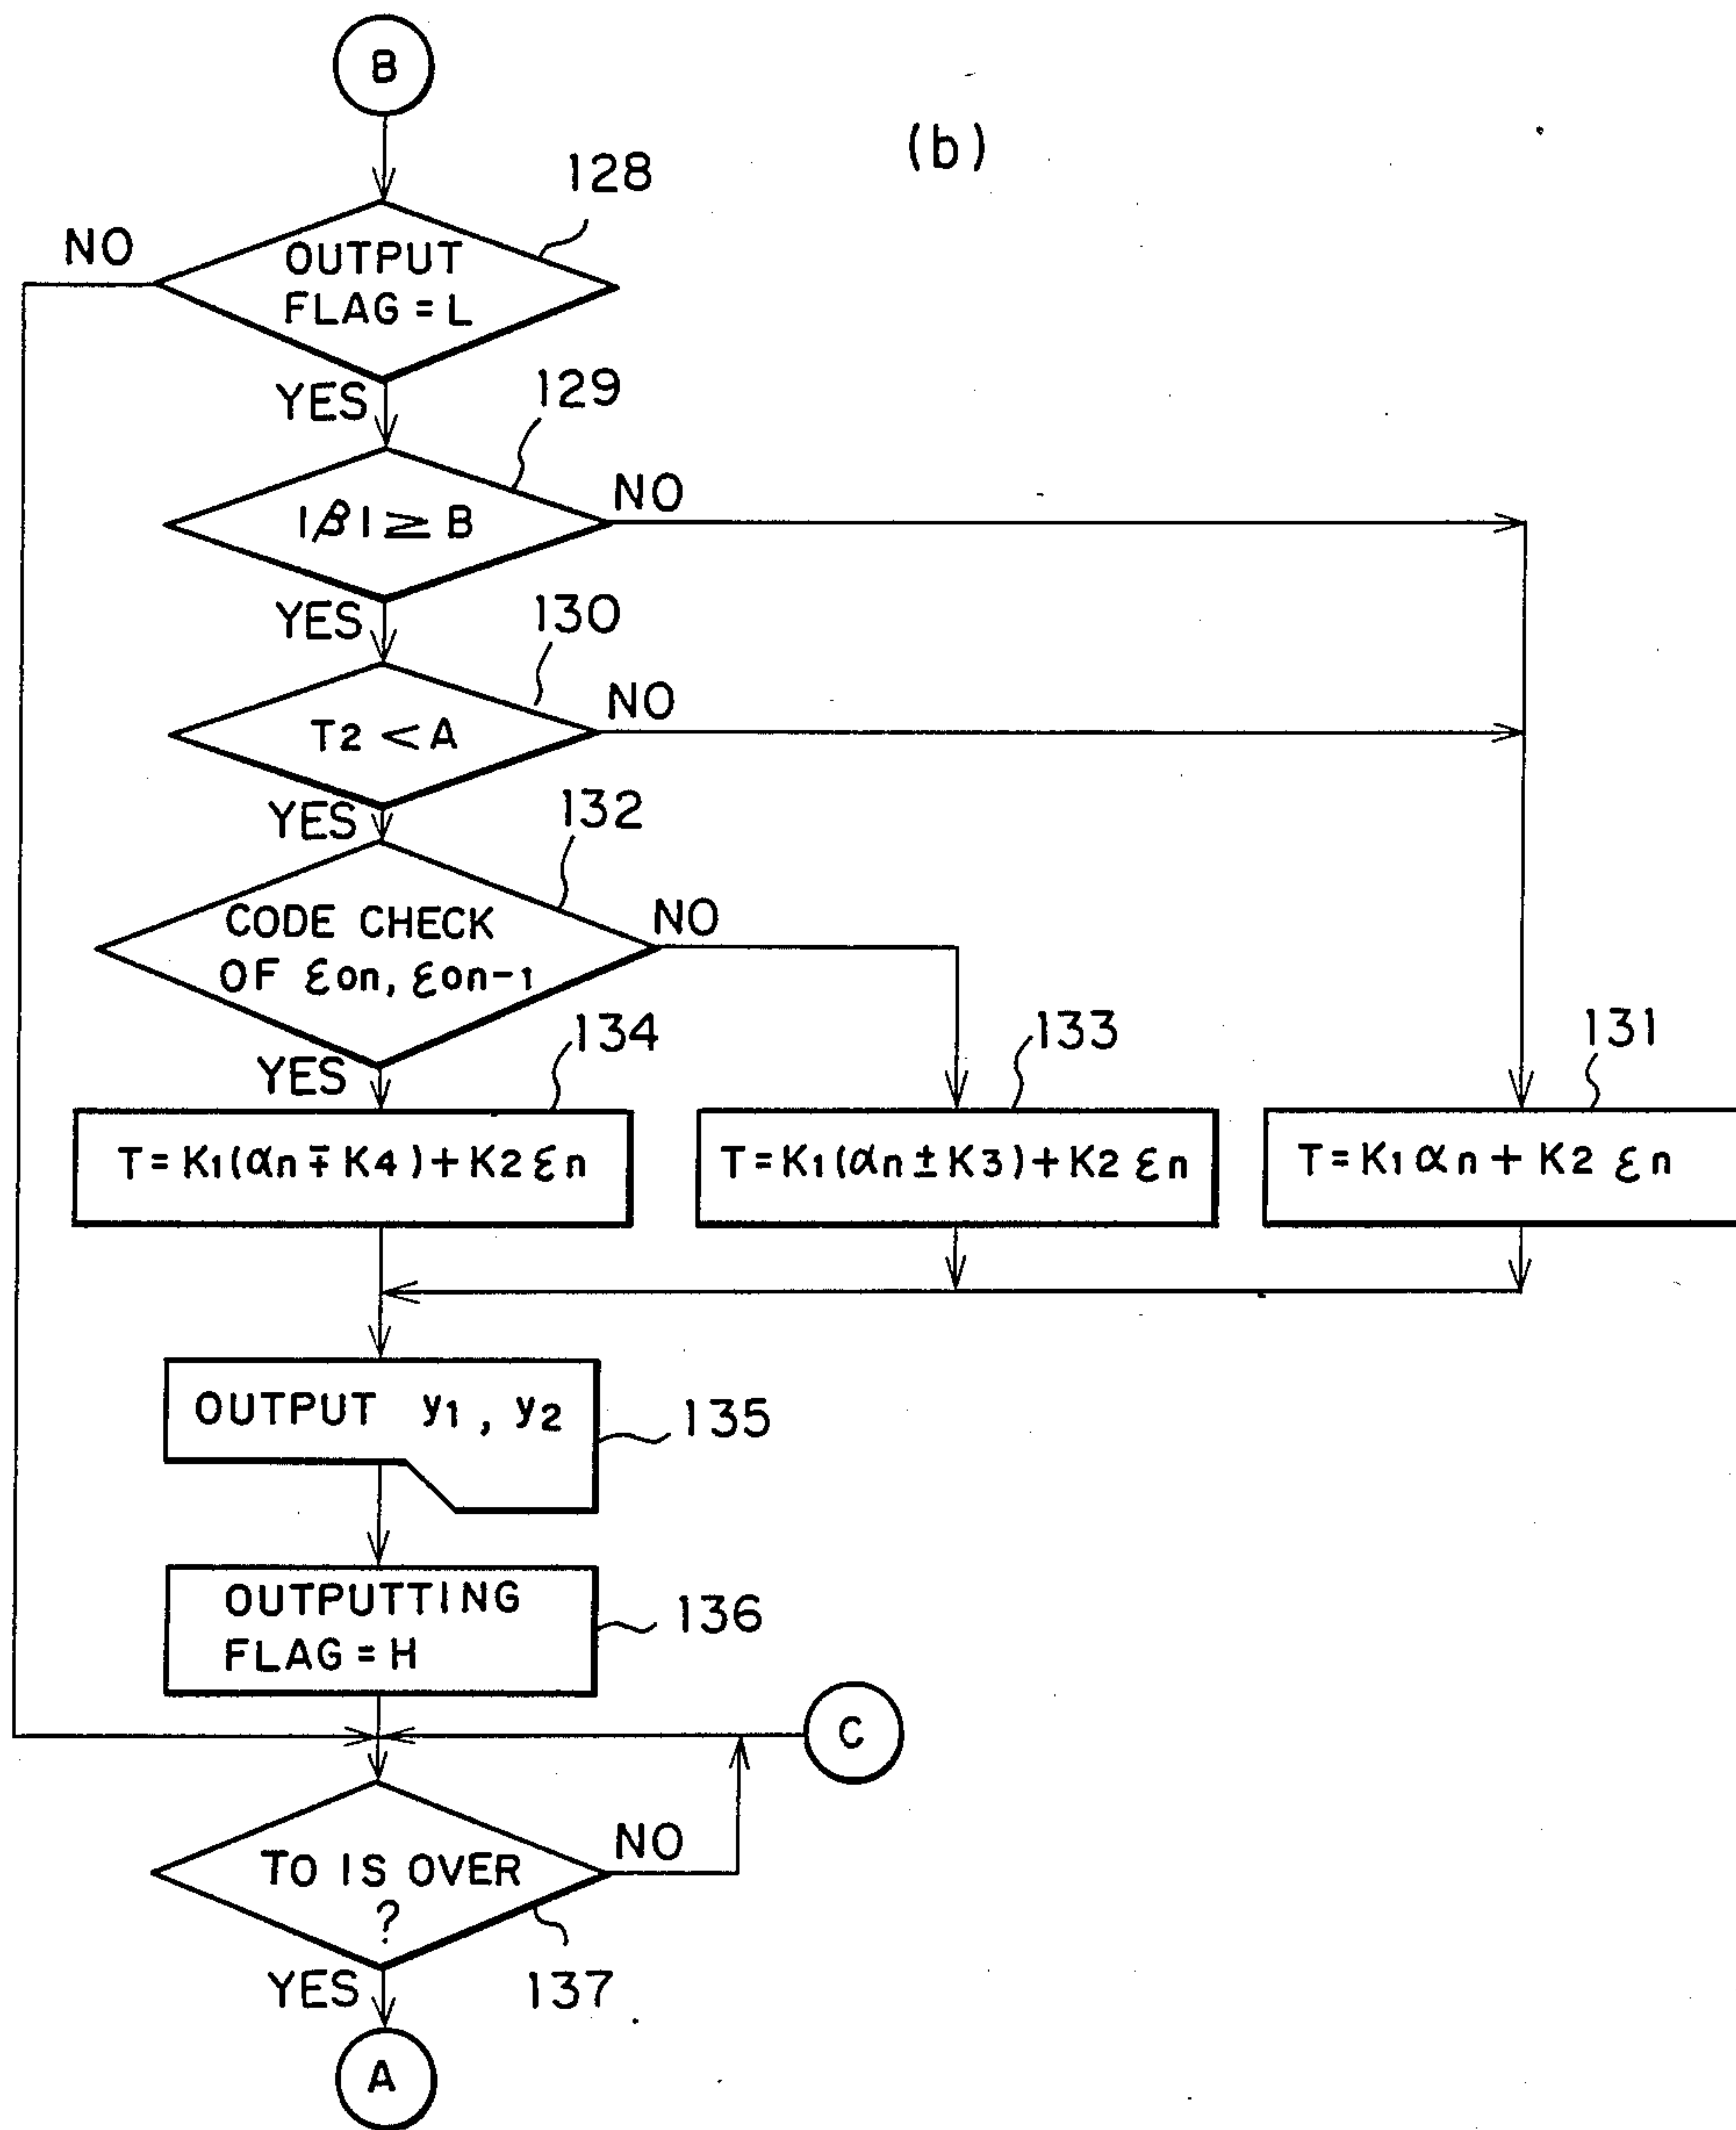 B
(b)
128
NO
OUTPUT
FLAG = L
YES
129
|β| ≥ B
NO
YES
130
T2 < A
NO
YES
132
CODE CHECK
OF εon, εon-1
NO
134
133
131
YES
T = K1(αn ∓ K4) + K2 εn
T = K1(αn ± K3) + K2 εn
T = K1 αn + K2 εn
OUTPUT y1, y2
135
OUTPUTTING
FLAG = H
136
C
TO IS OVER
?
NO
137
YES
A